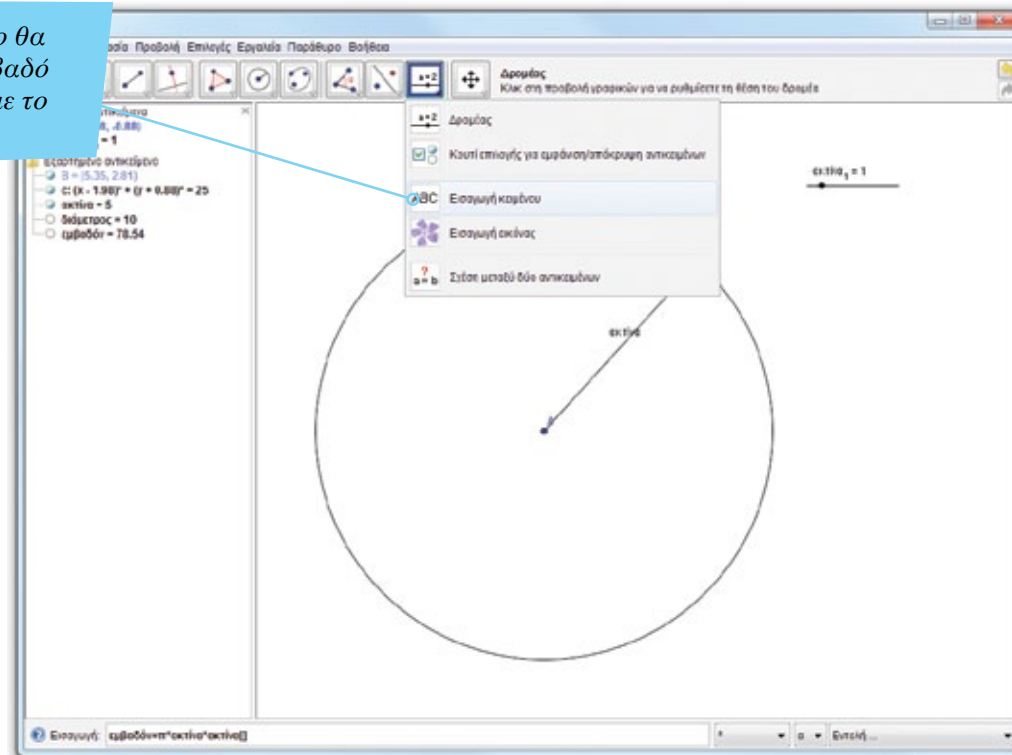 ο θα
βαδό
με το
Προβολή Επιλογές Εργαλεία Παράθυρο Βοήθεια
Δρομέας
Κλικ στη προβολή γραφικών για να ρυθμίσετε τη θέση του δρομέα
a=2 Δρομέας
Κουτί επιλογής για εμφάνιση/απόκρυψη αντικειμένων
ABC Εισαγωγή κειμένου
Εισαγωγή εικόνας
a = b Σχέση μεταξύ δύο αντικειμένων
= 1
Εξαρτημένο αντικείμενο
B = (5.35, 2.81)
c: (x - 1.98)² + (y + 0.88)² = 25
ακτίνα = 5
διάμετρος = 10
εμβαδόν = 78.54
ακτίνα₁ = 1
ακτίνα
A
Εισαγωγή: εμβαδόν=π*ακτίνα*ακτίνα[]
α Εντολή ...